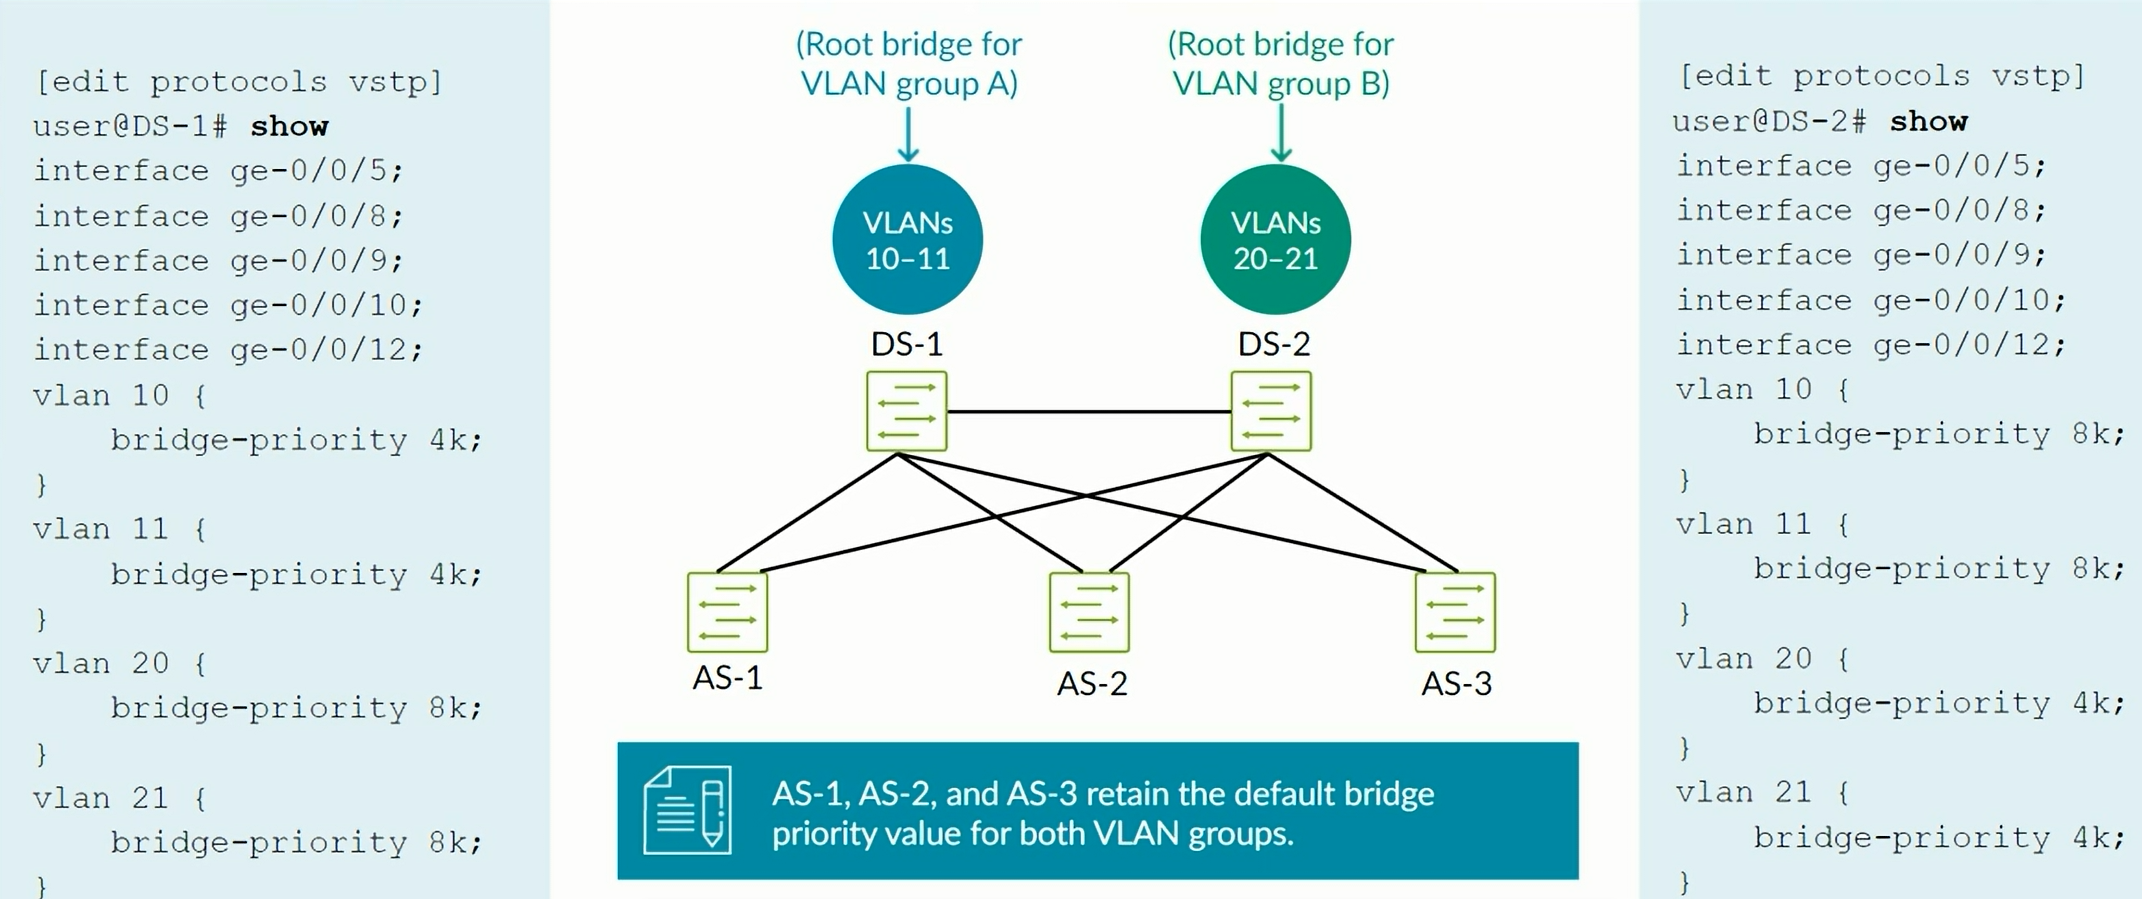 [edit protocols vstp]
user@DS-1# show
interface ge-0/0/5;
interface ge-0/0/8;
interface ge-0/0/9;
interface ge-0/0/10;
interface ge-0/0/12;
vlan 10 {
    bridge-priority 4k;
}
vlan 11 {
    bridge-priority 4k;
}
vlan 20 {
    bridge-priority 8k;
}
vlan 21 {
    bridge-priority 8k;
}
(Root bridge for
VLAN group A)
(Root bridge for
VLAN group B)
VLANs
10–11
VLANs
20–21
DS-1
DS-2
AS-1
AS-2
AS-3
AS-1, AS-2, and AS-3 retain the default bridge
priority value for both VLAN groups.
[edit protocols vstp]
user@DS-2# show
interface ge-0/0/5;
interface ge-0/0/8;
interface ge-0/0/9;
interface ge-0/0/10;
interface ge-0/0/12;
vlan 10 {
    bridge-priority 8k;
}
vlan 11 {
    bridge-priority 8k;
}
vlan 20 {
    bridge-priority 4k;
}
vlan 21 {
    bridge-priority 4k;
}